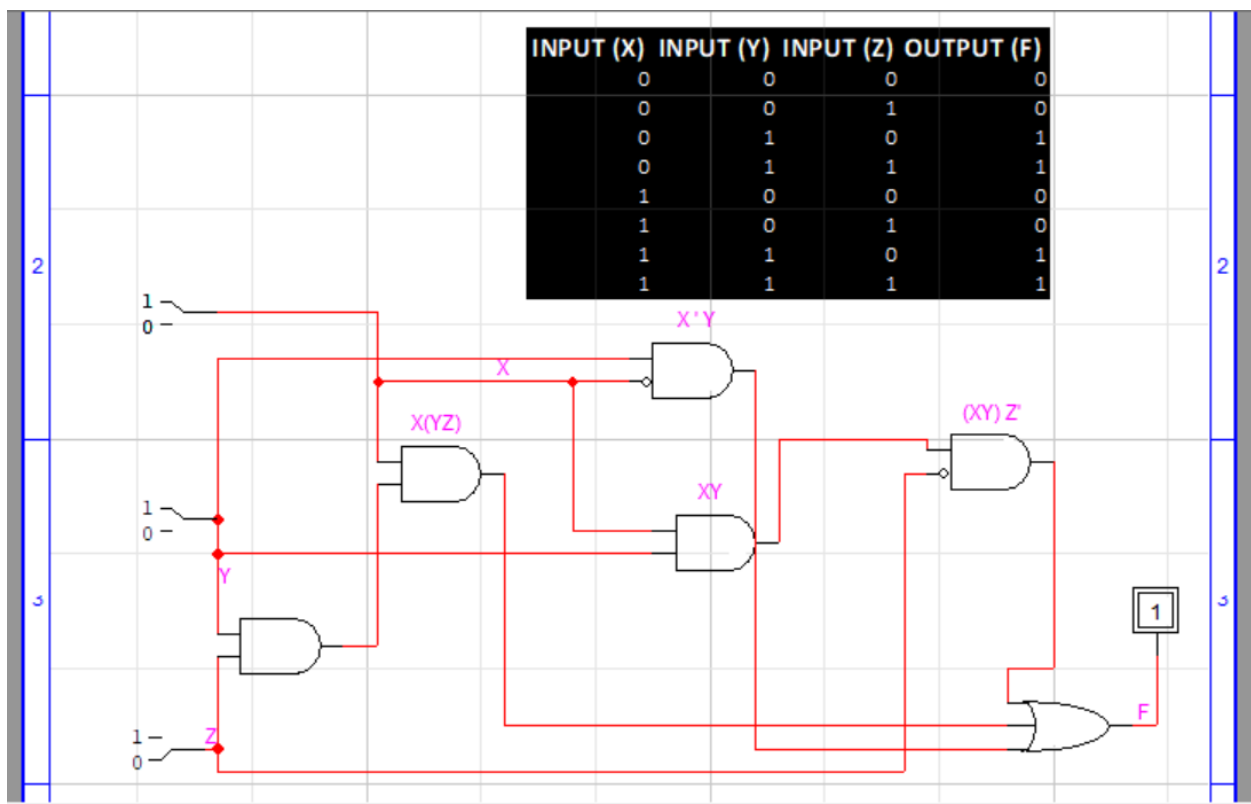 INPUT (X) INPUT (Y) INPUT (Z) OUTPUT (F)
0 0 0 0
0 0 1 0
0 1 0 1
0 1 1 1
1 0 0 0
1 0 1 0
1 1 0 1
1 1 1 1
2
2
1
0
X'Y
X
X(YZ)
(XY) Z'
XY
1
0
Y
3
3
1
Z
1
0
F